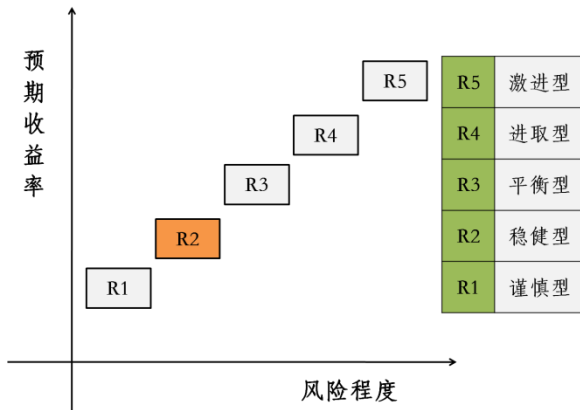 预期收益率
R5
R4
R3
R2
R1
风险程度
R5 激进型
R4 进取型
R3 平衡型
R2 稳健型
R1 谨慎型